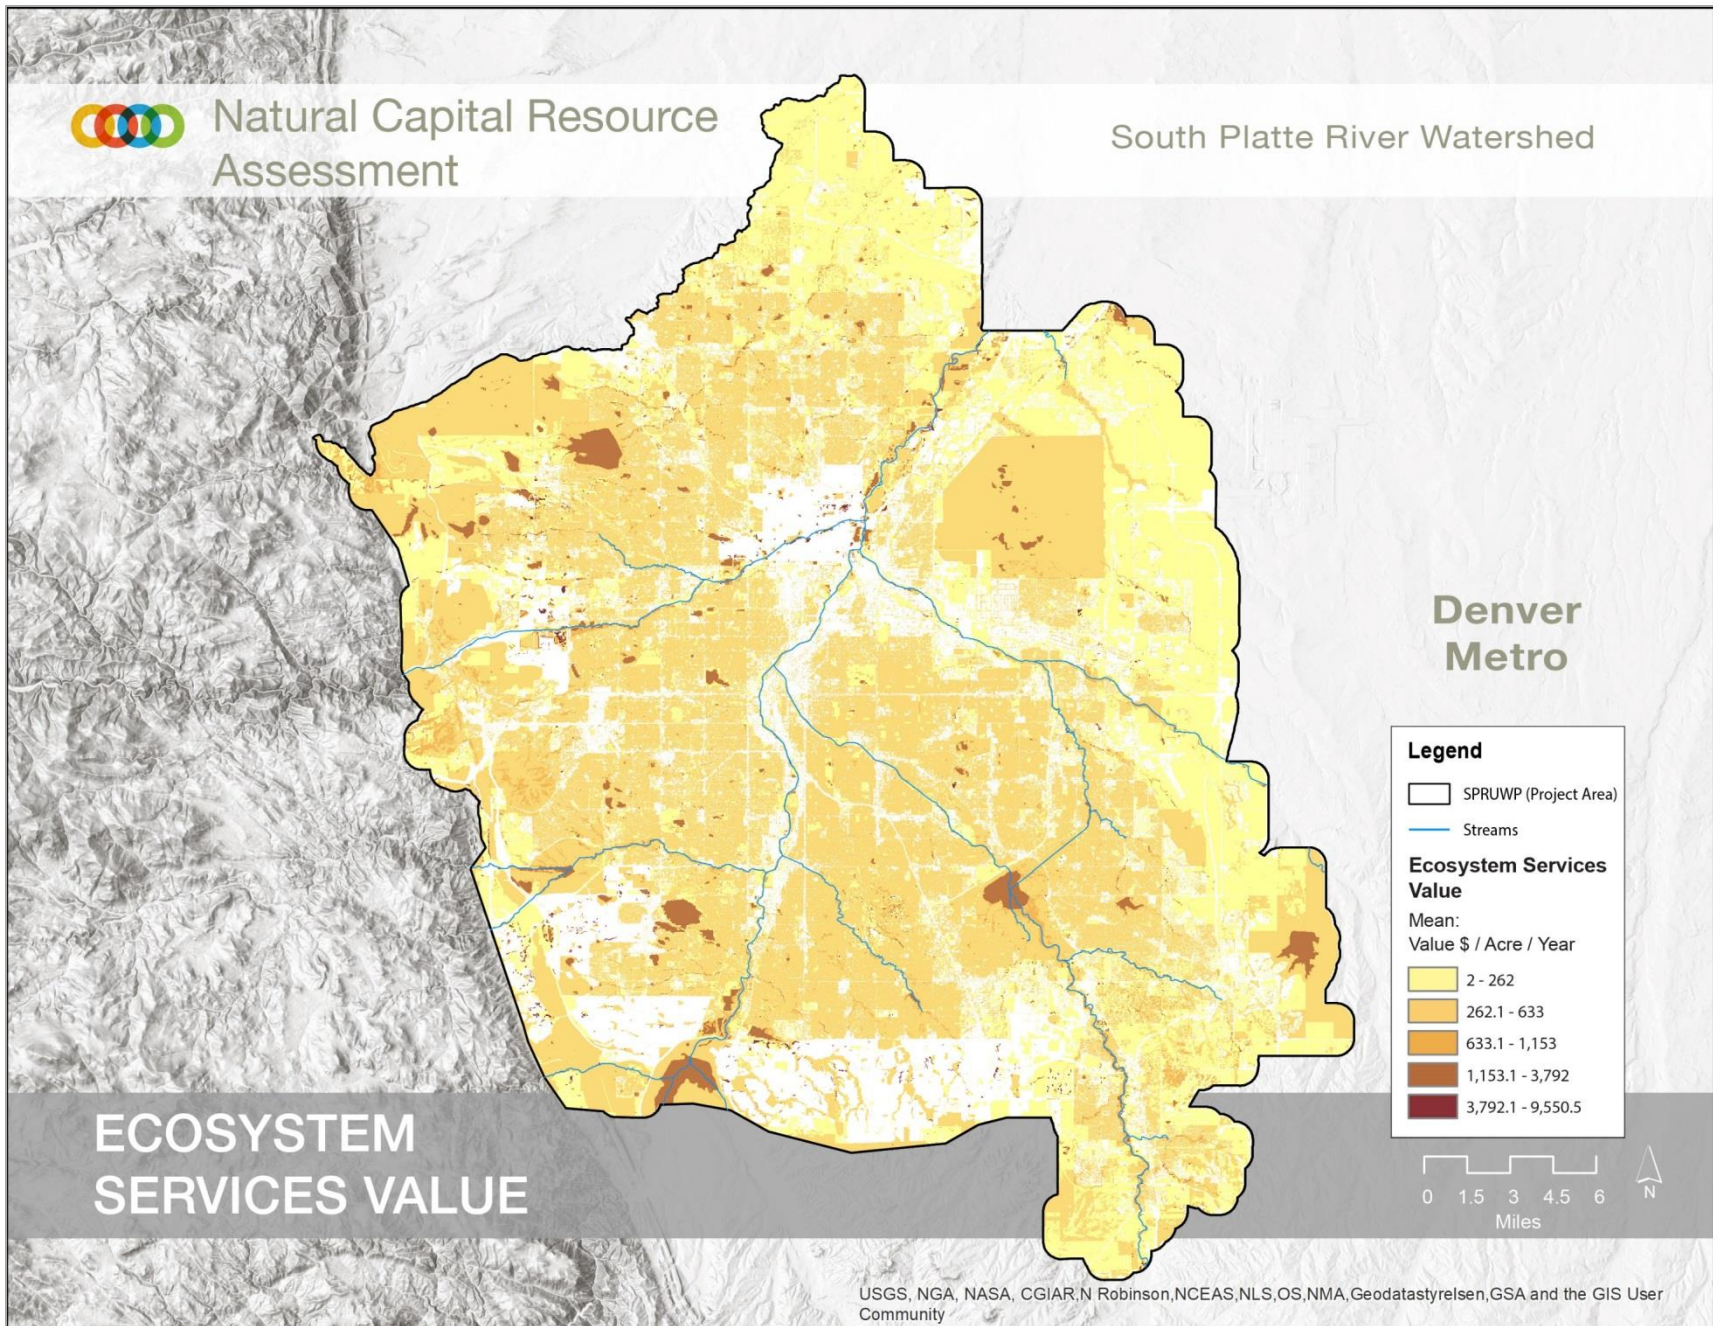 Natural Capital Resource
Assessment
South Platte River Watershed
Denver
Metro
Legend
SPRUWP (Project Area)
Streams
Ecosystem Services
Value
Mean:
Value $ / Acre / Year
2 - 262
262.1 - 633
633.1 - 1,153
1,153.1 - 3,792
3,792.1 - 9,550.5
ECOSYSTEM
SERVICES VALUE
0 1.5 3 4.5 6
Miles
N
USGS, NGA, NASA, CGIAR,N Robinson,NCEAS,NLS,OS,NMA,Geodatastyrelsen,GSA and the GIS User
Community